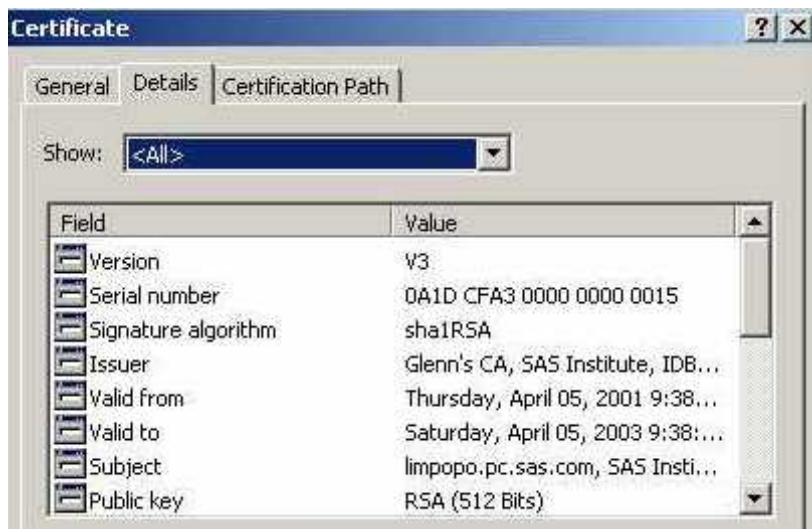 Certificate
General Details Certification Path
Show: <All>
Field Value
Version V3
Serial number 0A1D CFA3 0000 0000 0015
Signature algorithm sha1RSA
Issuer Glenn's CA, SAS Institute, IDB...
Valid from Thursday, April 05, 2001 9:38...
Valid to Saturday, April 05, 2003 9:38:...
Subject limpopo.pc.sas.com, SAS Insti...
Public key RSA (512 Bits)